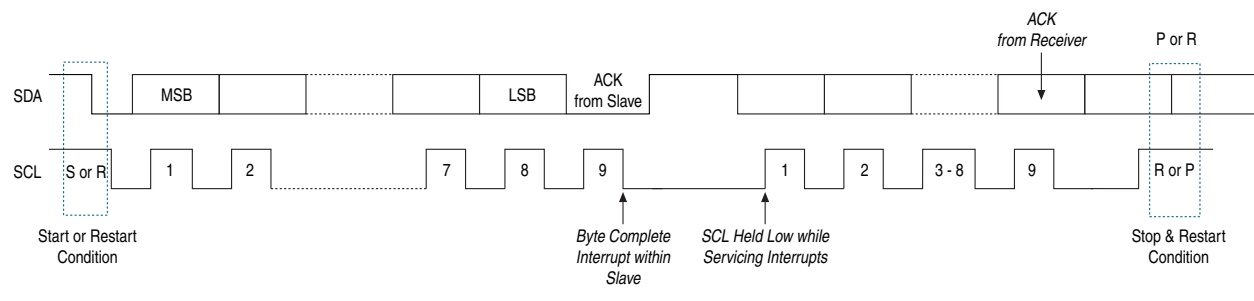 ACK
from Receiver
P or R
SDA
MSB
LSB
ACK
from Slave
SCL
S or R
1
2
7
8
9
1
2
3 - 8
9
R or P
Start or Restart
Condition
Byte Complete
Interrupt within
Slave
SCL Held Low while
Servicing Interrupts
Stop & Restart
Condition